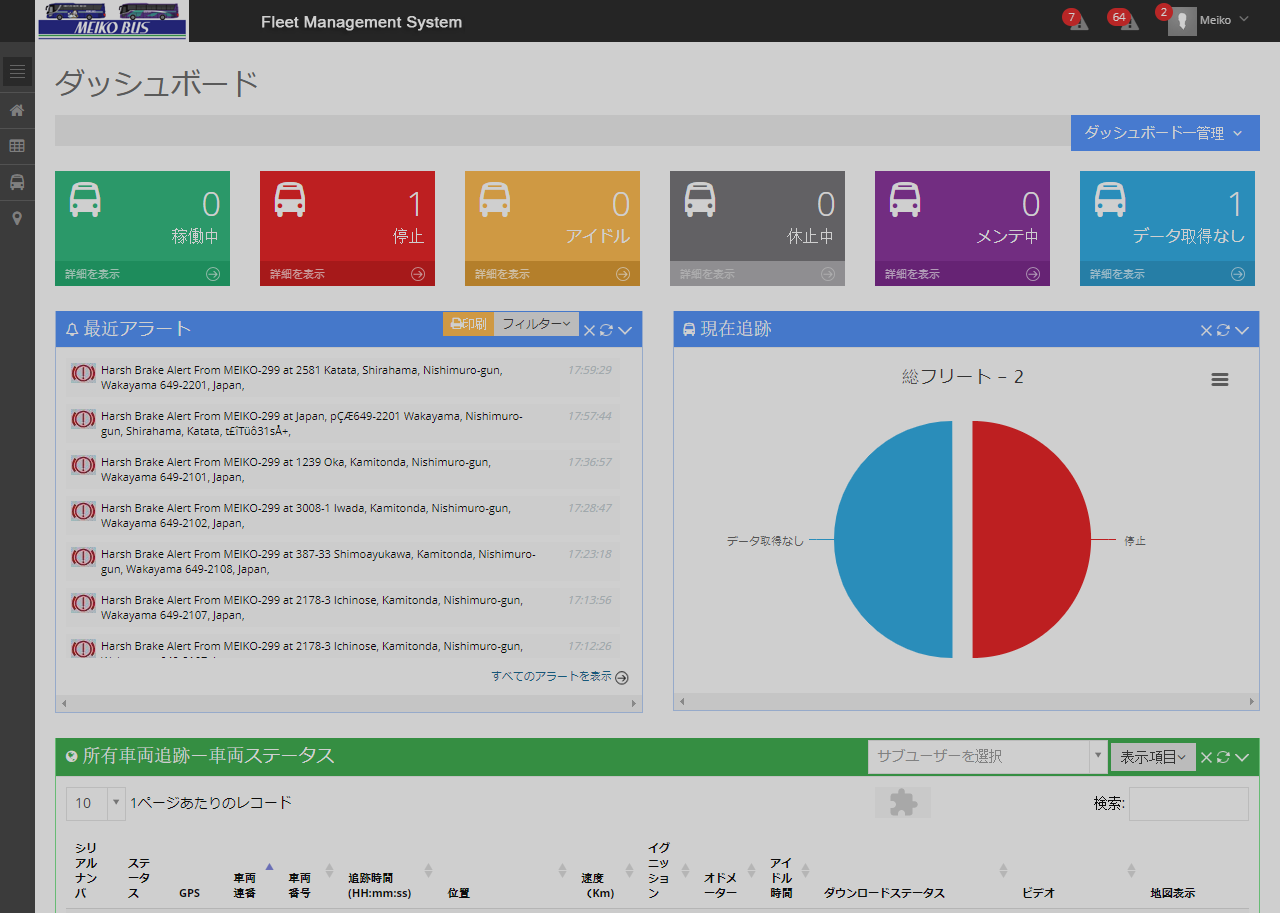 MEIKO BUS
Fleet Management System
7
64
2
Meiko
ダッシュボード
ダッシュボードー管理
0
稼働中
詳細を表示
1
停止
詳細を表示
0
アイドル
詳細を表示
0
休止中
詳細を表示
0
メンテ中
詳細を表示
1
データ取得なし
詳細を表示
最近アラート
印刷
フィルター
Harsh Brake Alert From MEIKO-299 at 2581 Katata, Shirahama, Nishimuro-gun,
Wakayama 649-2201, Japan,
17:59:29
Harsh Brake Alert From MEIKO-299 at Japan, pÇÆ649-2201 Wakayama, Nishimuro-
gun, Shirahama, Katata, t£ÎTüô31sÅ+,
17:57:44
Harsh Brake Alert From MEIKO-299 at 1239 Oka, Kamitonda, Nishimuro-gun,
Wakayama 649-2101, Japan,
17:36:57
Harsh Brake Alert From MEIKO-299 at 3008-1 Iwada, Kamitonda, Nishimuro-gun,
Wakayama 649-2102, Japan,
17:28:47
Harsh Brake Alert From MEIKO-299 at 387-33 Shimoayukawa, Kamitonda, Nishimuro-
gun, Wakayama 649-2108, Japan,
17:23:18
Harsh Brake Alert From MEIKO-299 at 2178-3 Ichinose, Kamitonda, Nishimuro-gun,
Wakayama 649-2107, Japan,
17:13:56
Harsh Brake Alert From MEIKO-299 at 2178-3 Ichinose, Kamitonda, Nishimuro-gun,
17:12:26
すべてのアラートを表示
現在追跡
総フリート – 2
データ取得なし
停止
所有車両追跡ー車両ステータス
サブユーザーを選択
表示項目
10
1ページあたりのレコード
検索:
シリ
アル
ナン
バ
ステ
ータ
ス
GPS
車両
連番
車両
番号
追跡時間
(HH:mm:ss)
位置
速度
(Km)
イグ
ニッ
ショ
ン
オドメ
ーター
アイ
ドル
時間
ダウンロードステータス
ビデオ
地図表示